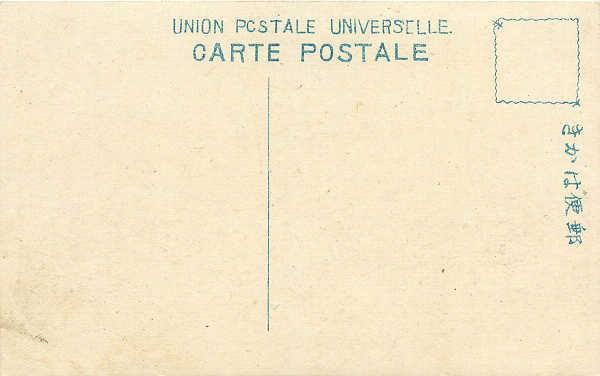 UNION POSTALE UNIVERSELLE.
CARTE POSTALE
きかは便郵